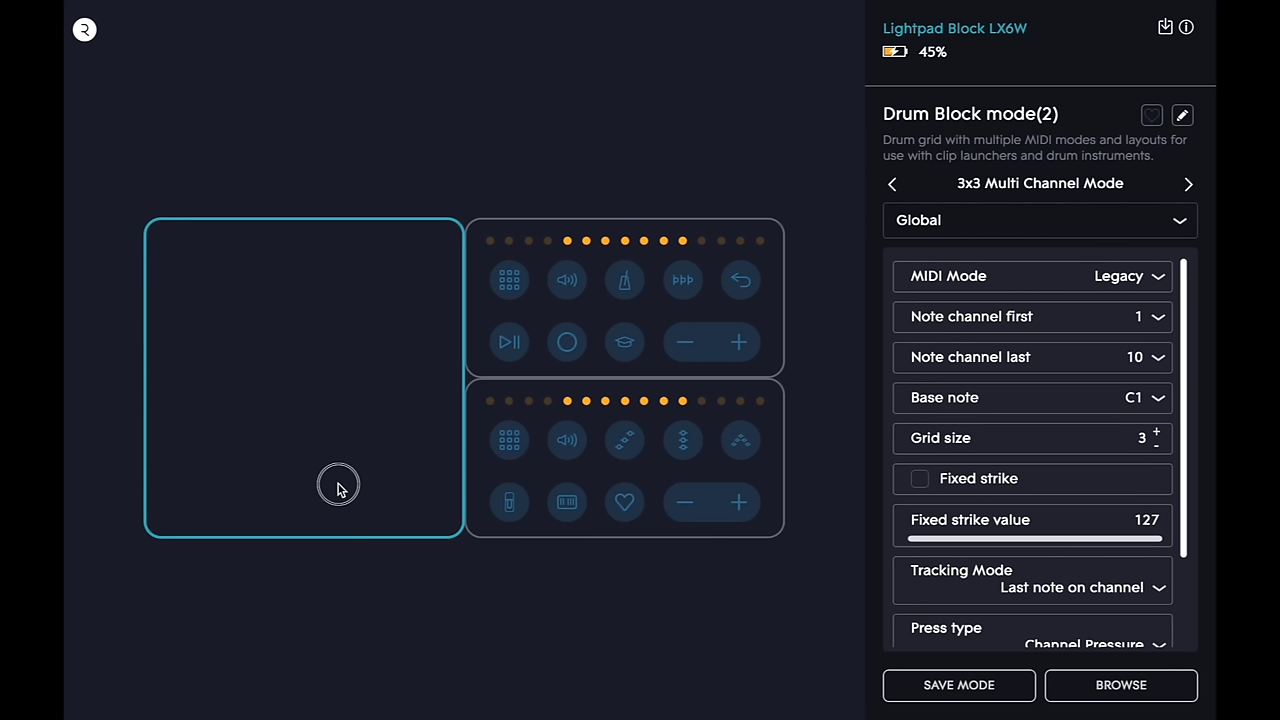 R
Lightpad Block LX6W
45%
Drum Block mode(2)
Drum grid with multiple MIDI modes and layouts for
use with clip launchers and drum instruments.
3x3 Multi Channel Mode
Global
MIDI Mode Legacy
Note channel first 1
Note channel last 10
Base note C1
Grid size 3 + -
Fixed strike
Fixed strike value 127
Tracking Mode
Last note on channel
Press type
Channel Pressure
SAVE MODE BROWSE